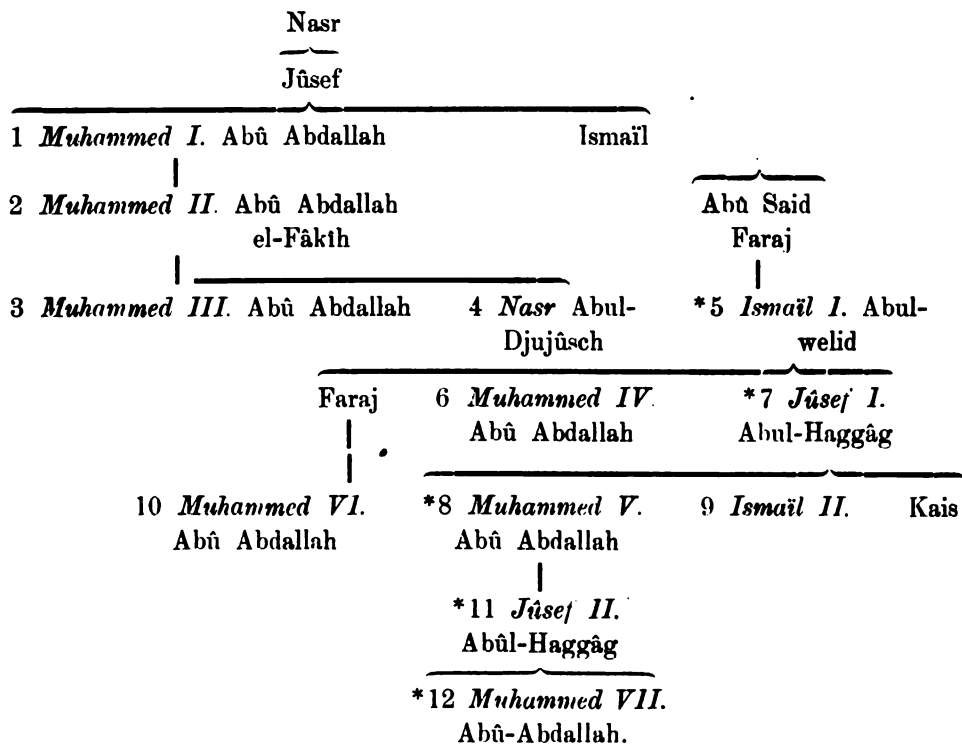 Nasr
Jûsef
1 Muhammed I. Abû Abdallah Ismaïl
2 Muhammed II. Abû Abdallah Abû Said
el-Fâkîh Faraj
3 Muhammed III. Abû Abdallah 4 Nasr Abul- *5 Ismaïl I. Abul-
Djujûsch welid
Faraj 6 Muhammed IV. *7 Jûsef I.
Abû Abdallah Abul-Haggâg
10 Muhammed VI. *8 Muhammed V. 9 Ismaïl II. Kais
Abû Abdallah Abû Abdallah
*11 Jûsef II.
Abûl-Haggâg
*12 Muhammed VII.
Abû-Abdallah.